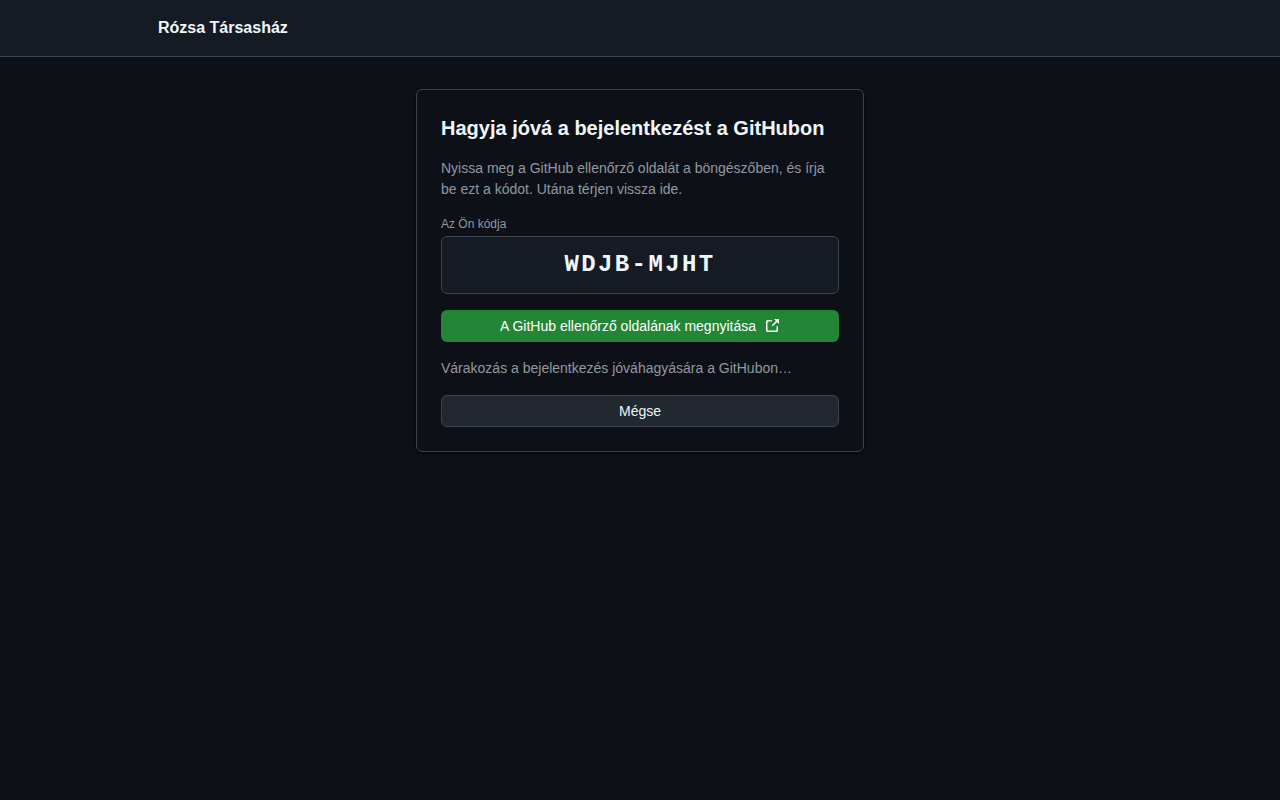 Rózsa Társasház
Hagyja jóvá a bejelentkezést a GitHubon
Nyissa meg a GitHub ellenőrző oldalát a böngészőben, és írja
be ezt a kódot. Utána térjen vissza ide.
Az Ön kódja
WDJB-MJHT
A GitHub ellenőrző oldalának megnyitása
Várakozás a bejelentkezés jóváhagyására a GitHubon…
Mégse